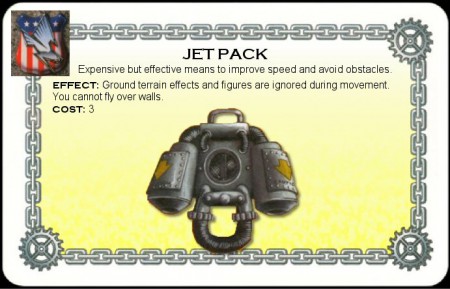 JET PACK
Expensive but effective means to improve speed and avoid obstacles.
EFFECT: Ground terrain effects and figures are ignored during movement.
You cannot fly over walls.
COST: 3